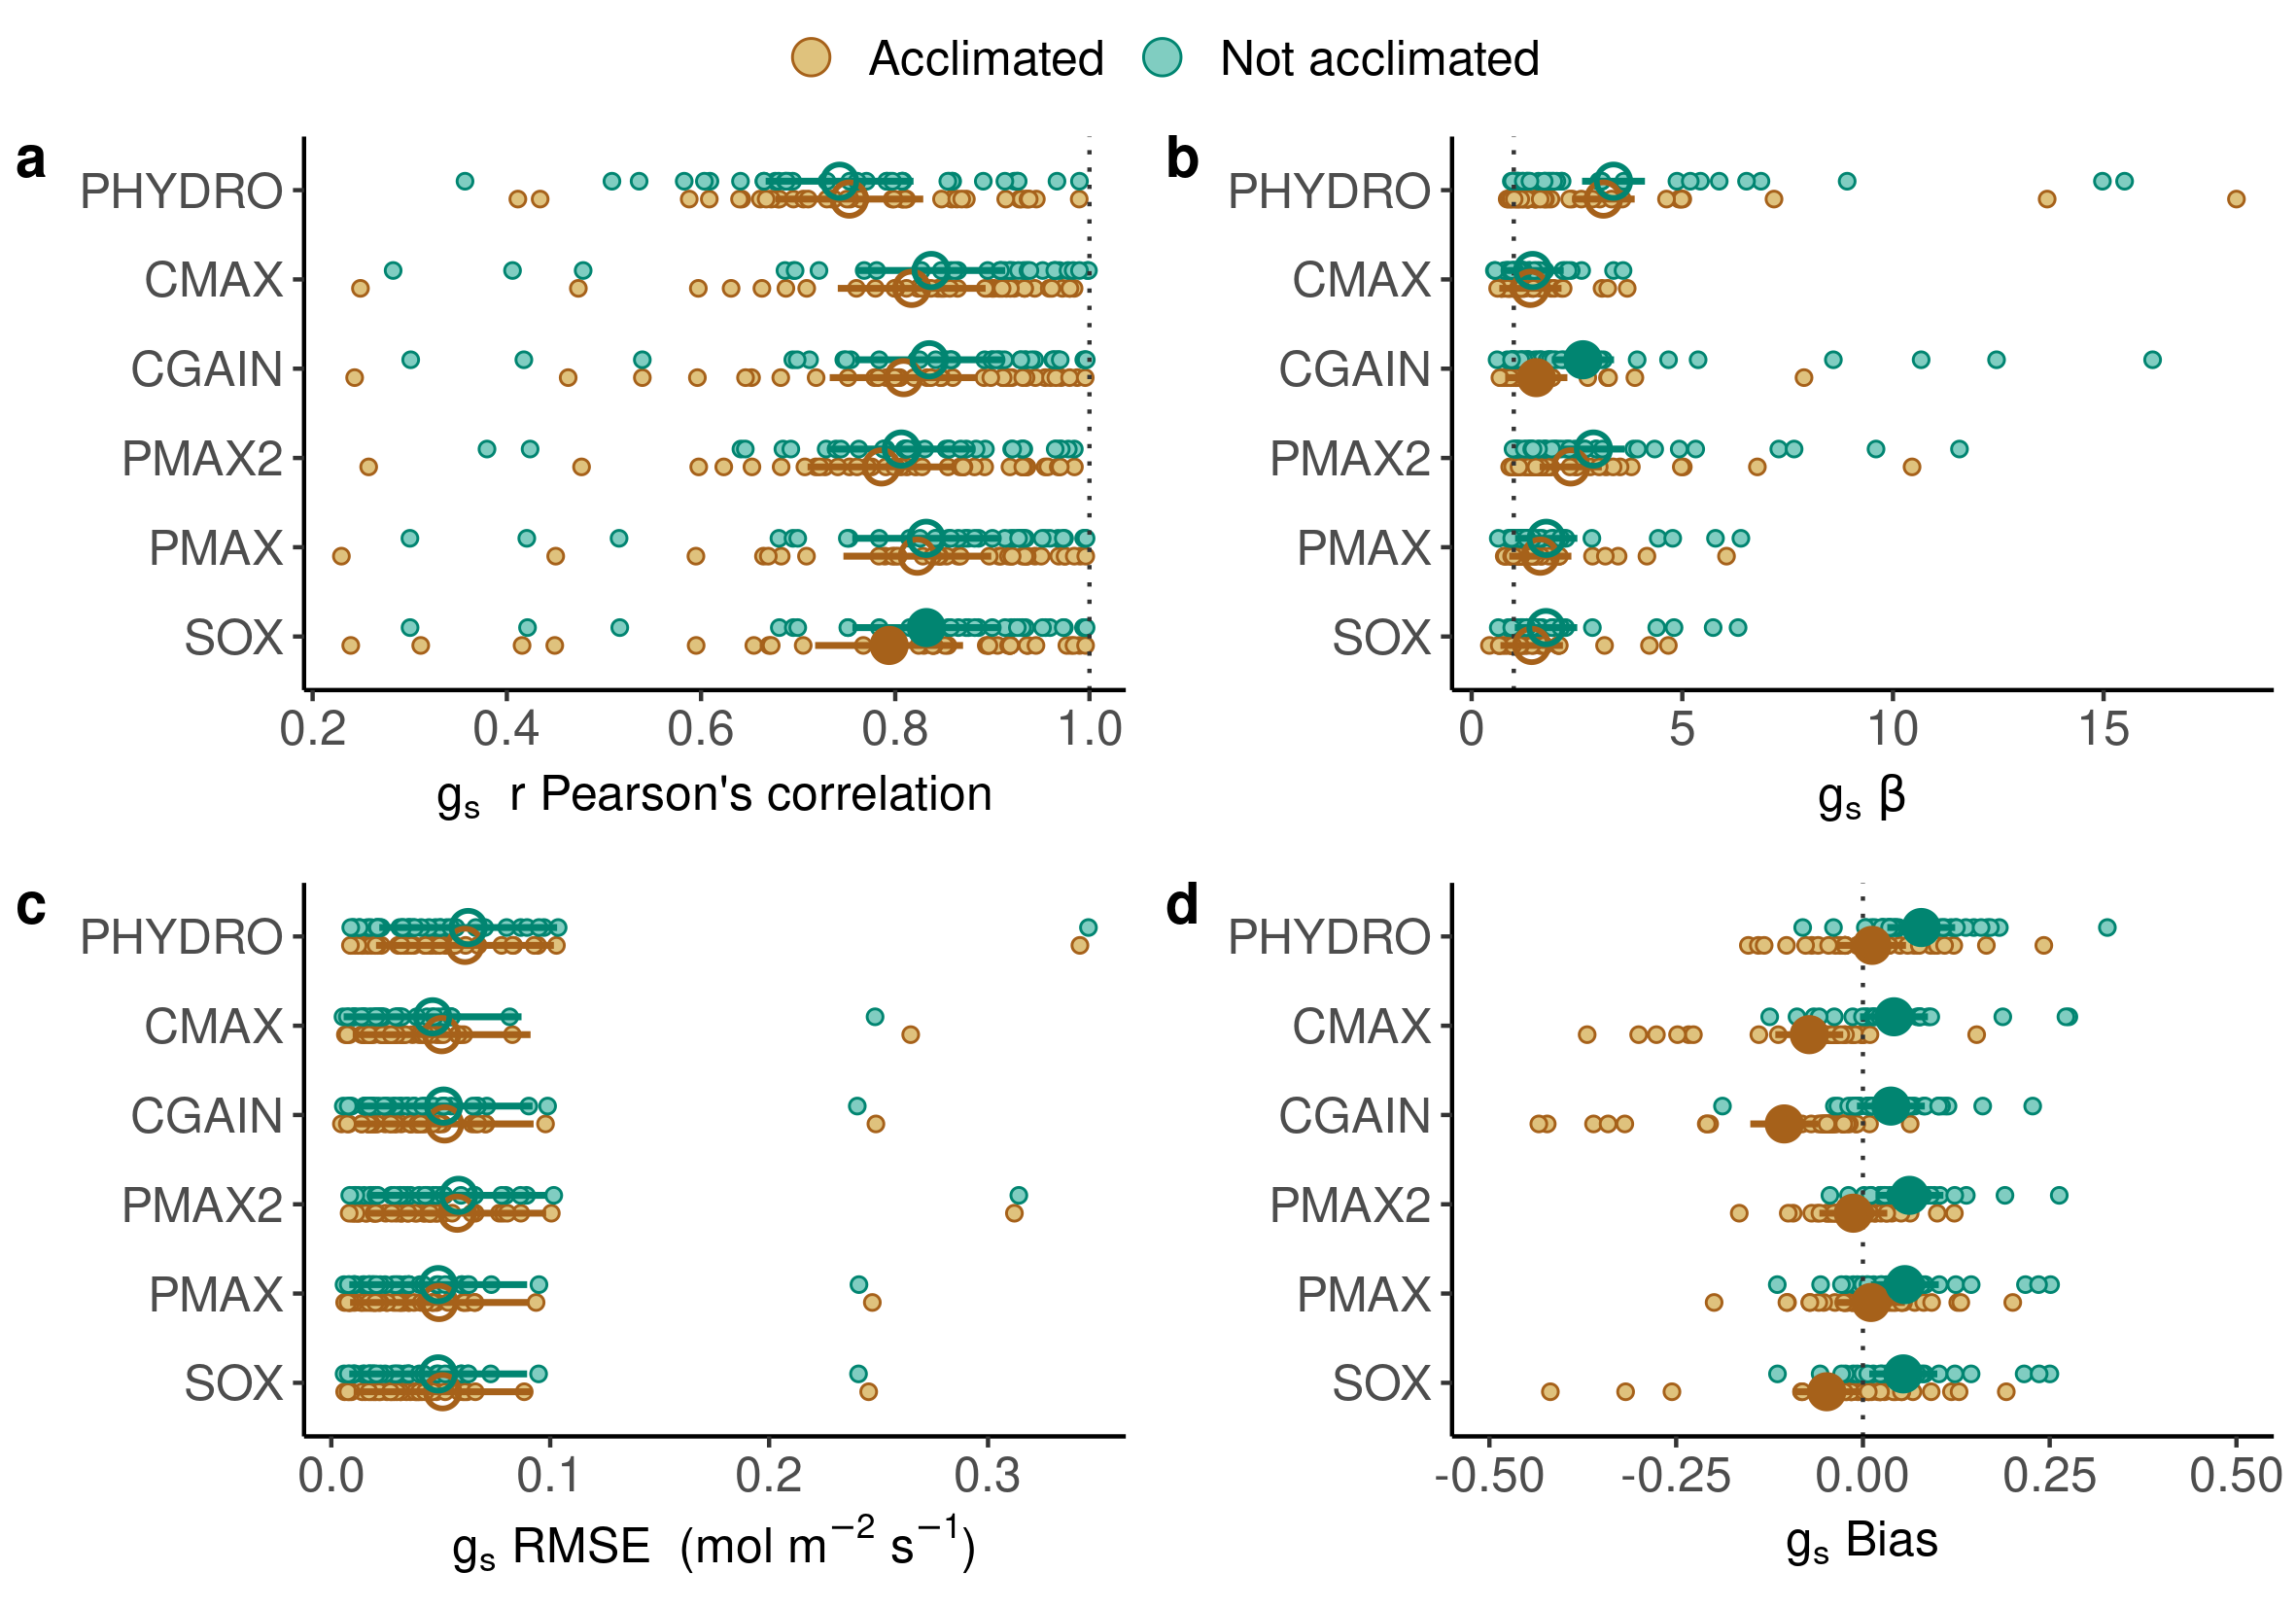 Acclimated Not acclimated
a
PHYDRO
CMAX
CGAIN
PMAX2
PMAX
SOX
0.2 0.4 0.6 0.8 1.0
gs r Pearson's correlation
b
PHYDRO
CMAX
CGAIN
PMAX2
PMAX
SOX
0 5 10 15
gs β
c
PHYDRO
CMAX
CGAIN
PMAX2
PMAX
SOX
0.0 0.1 0.2 0.3
gs RMSE (mol m−2 s−1)
d
PHYDRO
CMAX
CGAIN
PMAX2
PMAX
SOX
-0.50 -0.25 0.00 0.25 0.50
gs Bias